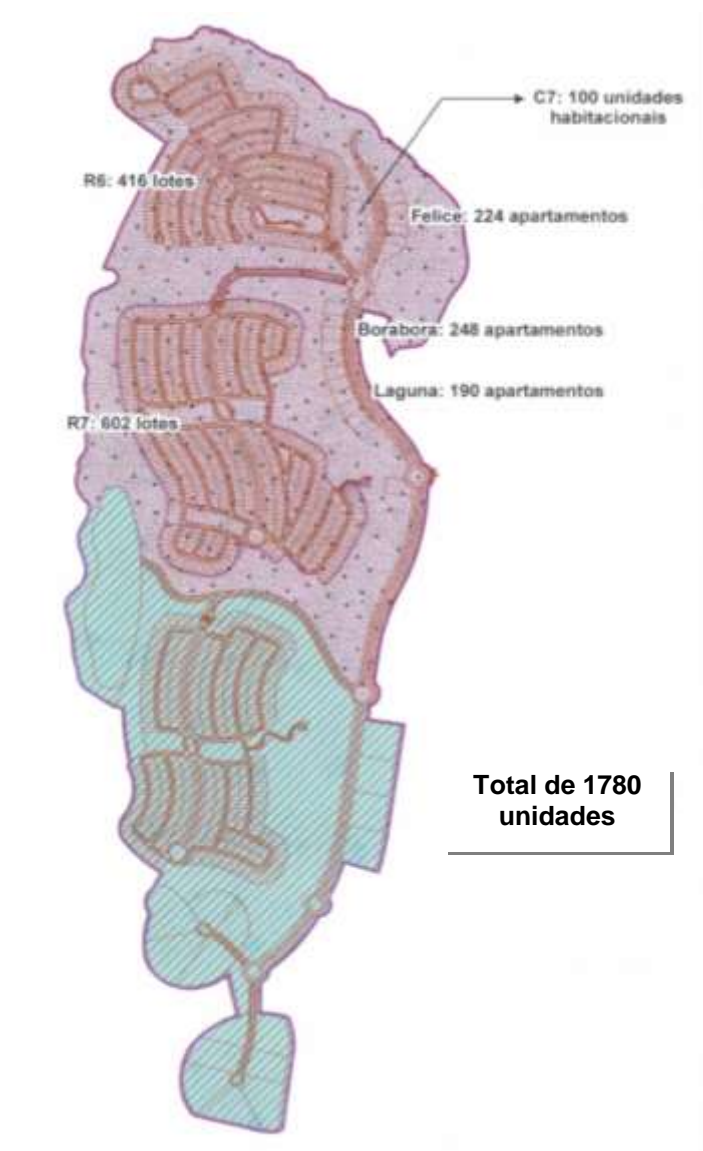 C7: 100 unidades
habitacionais
R6: 416 lotes
Felice: 224 apartamentos
Borabora: 248 apartamentos
Laguna: 190 apartamentos
R7: 602 lotes
Total de 1780
unidades